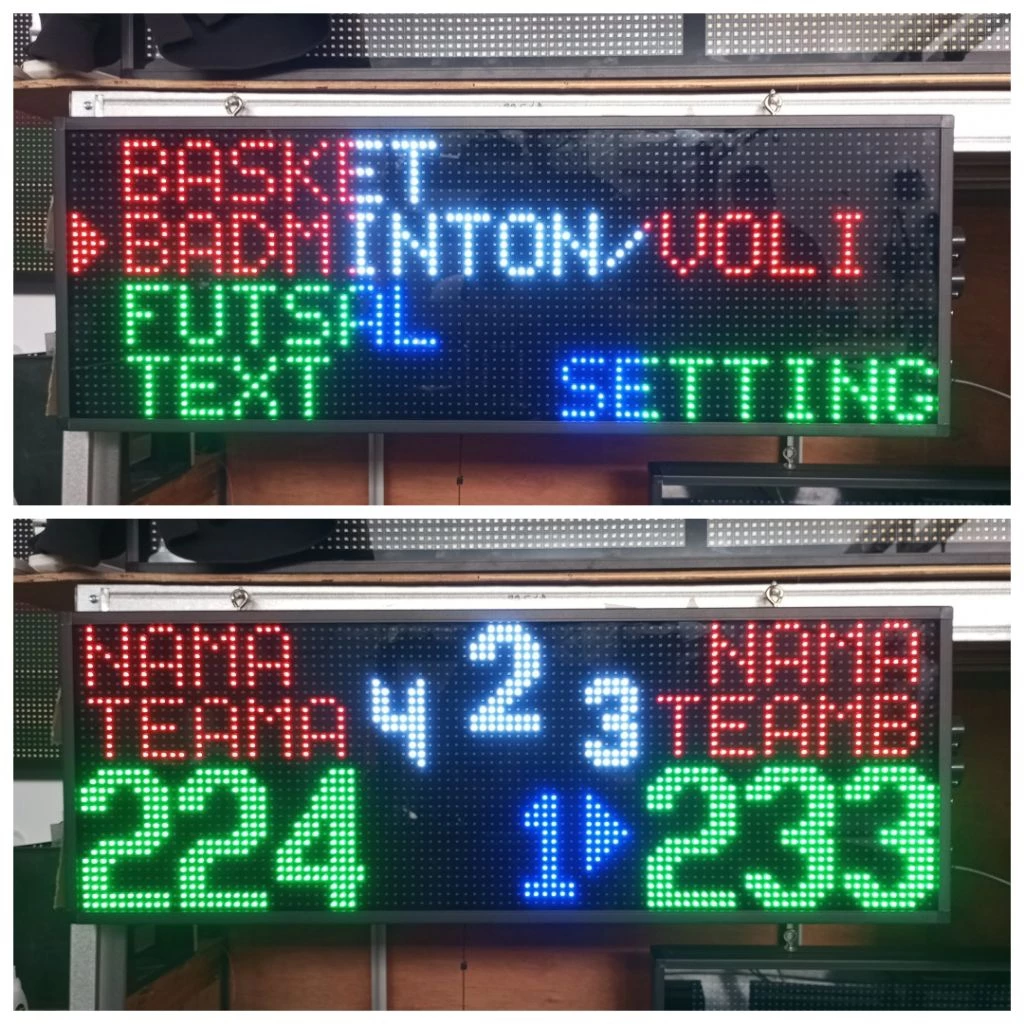 BASKET
BADMINTON/VOLI
FUTSAL
TEXT SETTING
NAMA 2 NAMA
TEAMA 4 3 TEAMB
224 1 233